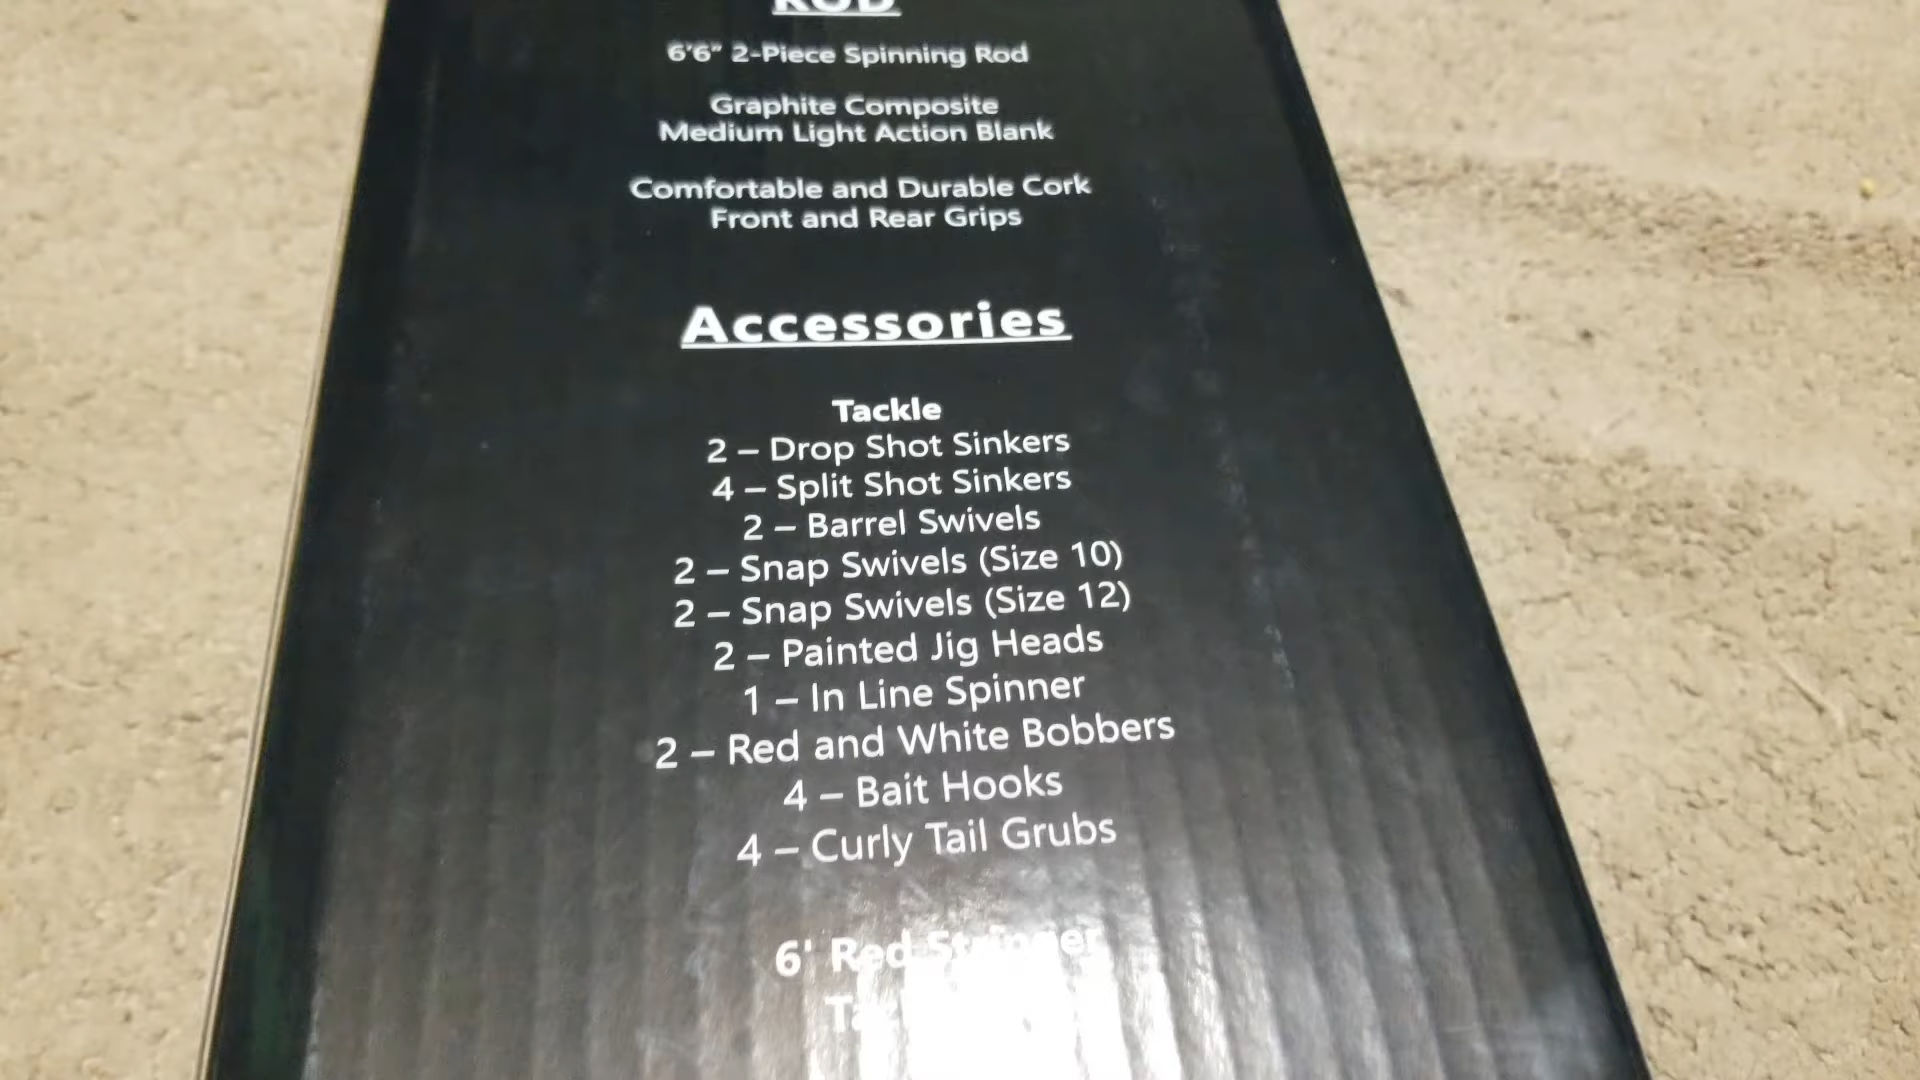 ROD
6'6" 2-Piece Spinning Rod
Graphite Composite
Medium Light Action Blank
Comfortable and Durable Cork
Front and Rear Grips
Accessories
Tackle
2 – Drop Shot Sinkers
4 – Split Shot Sinkers
2 – Barrel Swivels
2 – Snap Swivels (Size 10)
2 – Snap Swivels (Size 12)
2 – Painted Jig Heads
1 – In Line Spinner
2 – Red and White Bobbers
4 – Bait Hooks
4 – Curly Tail Grubs
6' Red Stringer